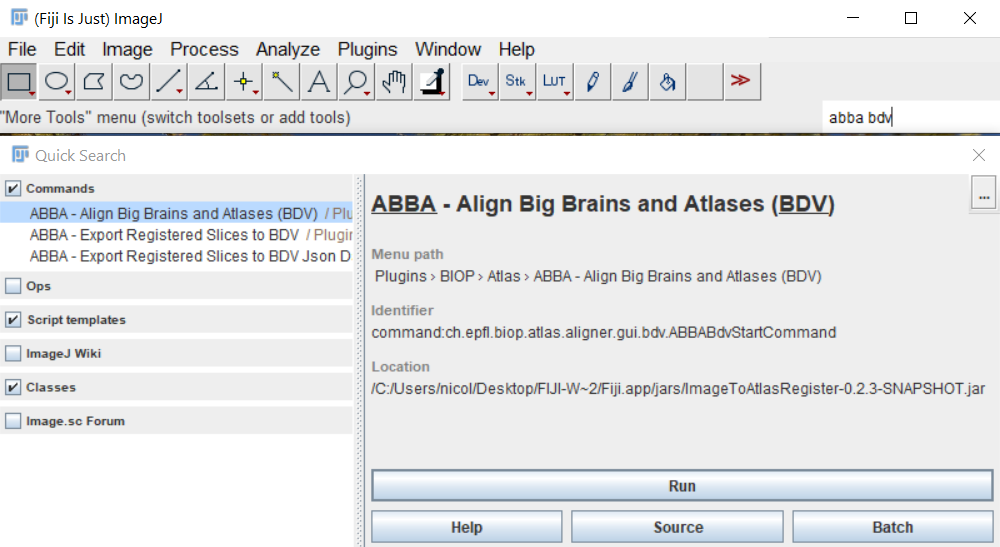 (Fiji Is Just) ImageJ
File Edit Image Process Analyze Plugins Window Help
Dev Stk LUT
"More Tools" menu (switch toolsets or add tools)
abba bdv
Quick Search
Commands
ABBA - Align Big Brains and Atlases (BDV) / Plu
ABBA - Export Registered Slices to BDV / Plugin
ABBA - Export Registered Slices to BDV Json D
Ops
Script templates
ImageJ Wiki
Classes
Image.sc Forum
...
ABBA - Align Big Brains and Atlases (BDV)
Menu path
Plugins › BIOP › Atlas › ABBA - Align Big Brains and Atlases (BDV)
Identifier
command:ch.epfl.biop.atlas.aligner.gui.bdv.ABBABdvStartCommand
Location
/C:/Users/nicol/Desktop/FIJI-W~2/Fiji.app/jars/ImageToAtlasRegister-0.2.3-SNAPSHOT.jar
Run
Help Source Batch